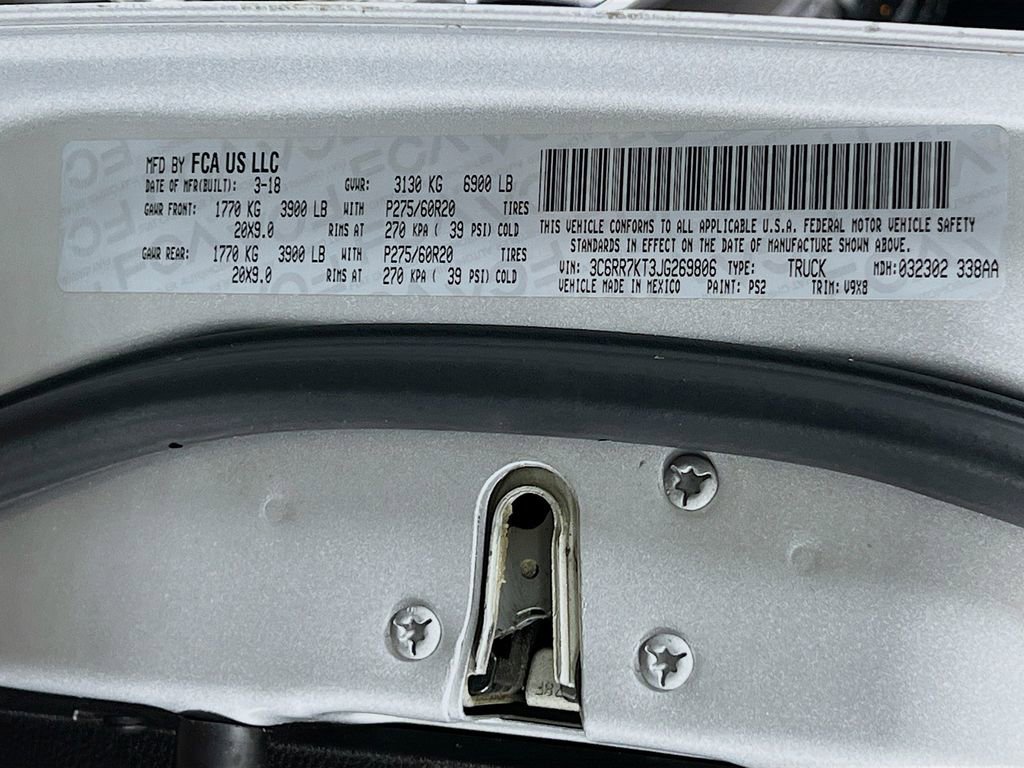 MFD BY FCA US LLC
DATE OF MFR(BUILT): 3-18 GVWR: 3130 KG 6900 LB
GAWR FRONT: 1770 KG 3900 LB WITH P275/60R20 TIRES
20X9.0 RIMS AT 270 KPA ( 39 PSI) COLD
GAWR REAR: 1770 KG 3900 LB WITH P275/60R20 TIRES
20X9.0 RIMS AT 270 KPA ( 39 PSI) COLD
THIS VEHICLE CONFORMS TO ALL APPLICABLE U.S.A. FEDERAL MOTOR VEHICLE SAFETY
STANDARDS IN EFFECT ON THE DATE OF MANUFACTURE SHOWN ABOVE.
VIN: 3C6RR7KT3JG269806 TYPE: TRUCK MDH: 032302 338AA
VEHICLE MADE IN MEXICO PAINT: PS2 TRIM: V9X8